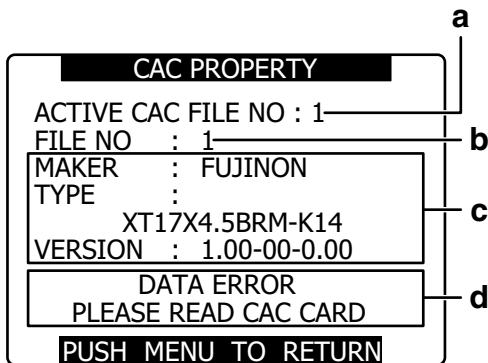 a
CAC PROPERTY
ACTIVE CAC FILE NO : 1
FILE NO : 1
b
MAKER : FUJINON
TYPE :
XT17X4.5BRM-K14
c
VERSION : 1.00-00-0.00
DATA ERROR
d
PLEASE READ CAC CARD
PUSH MENU TO RETURN